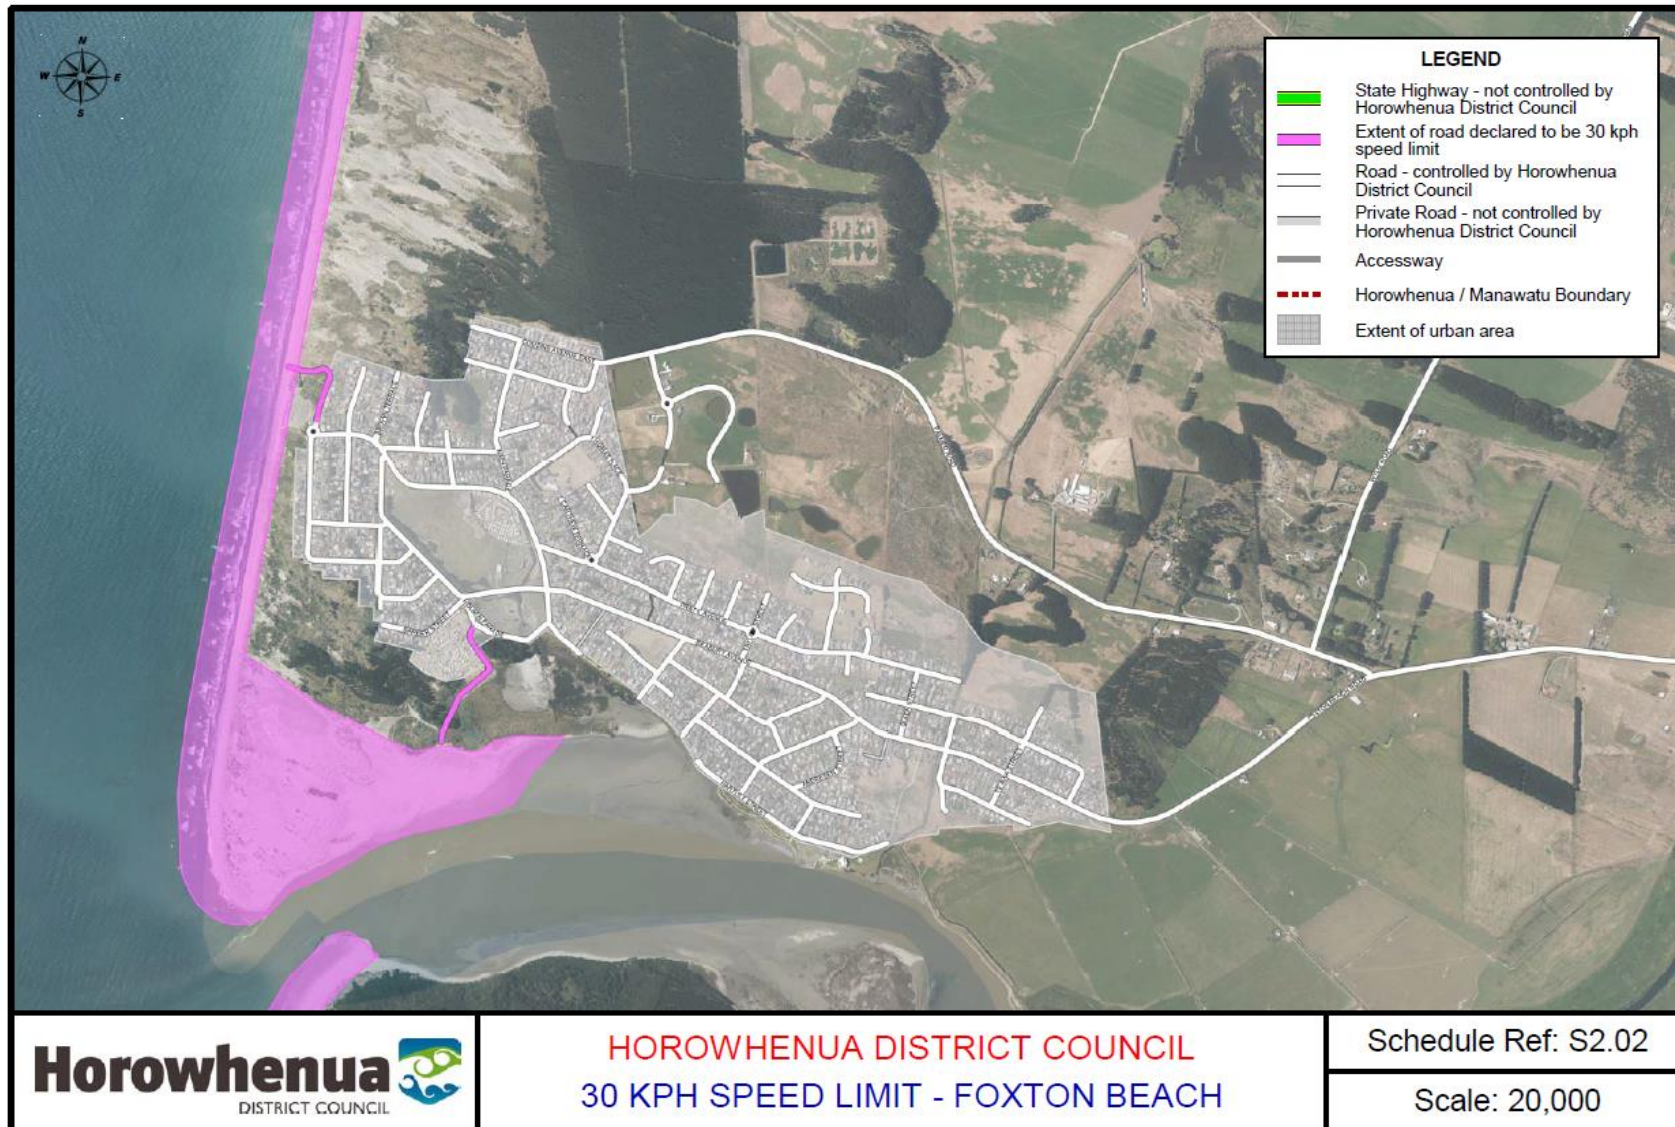 N
W E
S
LEGEND
State Highway - not controlled by
Horowhenua District Council
Extent of road declared to be 30 kph
speed limit
Road - controlled by Horowhenua
District Council
Private Road - not controlled by
Horowhenua District Council
Accessway
Horowhenua / Manawatu Boundary
Extent of urban area
Horowhenua
DISTRICT COUNCIL
HOROWHENUA DISTRICT COUNCIL
30 KPH SPEED LIMIT - FOXTON BEACH
Schedule Ref: S2.02
Scale: 20,000